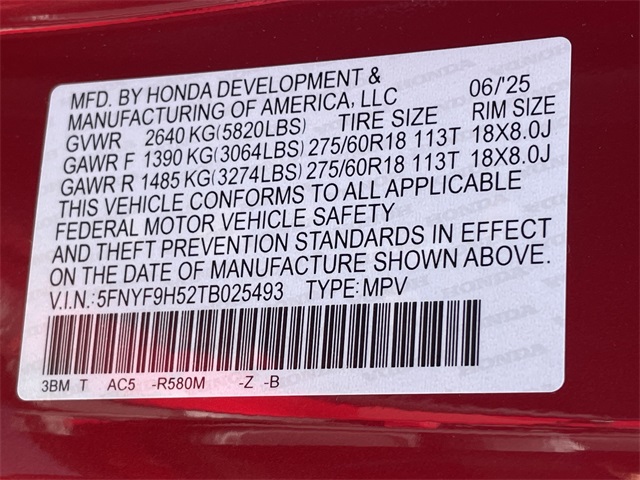 MFD. BY HONDA DEVELOPMENT &
MANUFACTURING OF AMERICA, LLC 06/'25
GVWR 2640 KG(5820LBS) TIRE SIZE RIM SIZE
GAWR F 1390 KG(3064LBS) 275/60R18 113T 18X8.0J
GAWR R 1485 KG(3274LBS) 275/60R18 113T 18X8.0J
THIS VEHICLE CONFORMS TO ALL APPLICABLE
FEDERAL MOTOR VEHICLE SAFETY
AND THEFT PREVENTION STANDARDS IN EFFECT
ON THE DATE OF MANUFACTURE SHOWN ABOVE.
V.I.N.:5FNYF9H52TB025493 TYPE:MPV
3BM T AC5 -R580M -Z -B